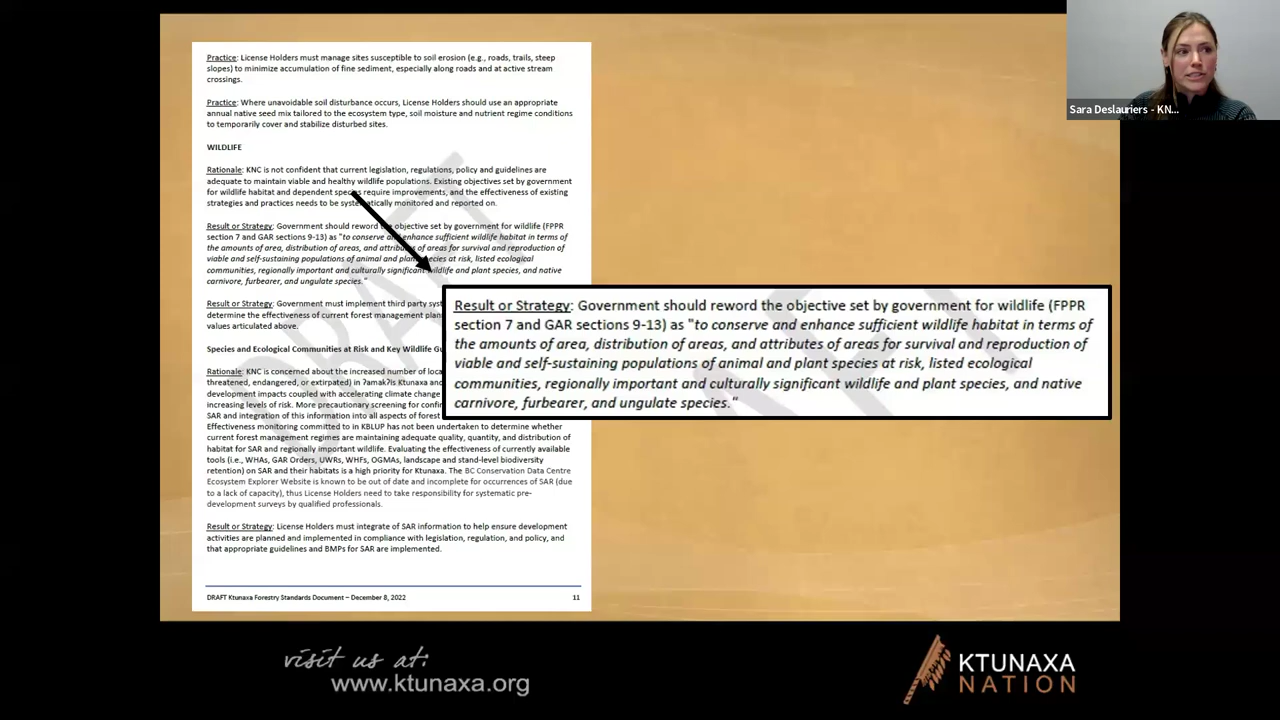 Practice: License Holders must manage sites susceptible to soil erosion (e.g., roads, trails, steep
slopes) to minimize accumulation of fine sediment, especially along roads and at active stream
crossings.
Practice: Where unavoidable soil disturbance occurs, License Holders should use an appropriate
annual native seed mix tailored to the ecosystem type, soil moisture and nutrient regime conditions
to temporarily cover and stabilize disturbed sites.
WILDLIFE
Rationale: KNC is not confident that current legislation, regulations, policy and guidelines are
adequate to maintain viable and healthy wildlife populations. Existing objectives set by government
for wildlife habitat and dependent species require improvements, and the effectiveness of existing
strategies and practices needs to be systematically monitored and reported on.
Result or Strategy: Government should reword the objective set by government for wildlife (FPPR
section 7 and GAR sections 9-13) as "to conserve and enhance sufficient wildlife habitat in terms of
the amounts of area, distribution of areas, and attributes of areas for survival and reproduction of
viable and self-sustaining populations of animal and plant species at risk, listed ecological
communities, regionally important and culturally significant wildlife and plant species, and native
carnivore, furbearer, and ungulate species."
Result or Strategy: Government must implement third party syst
determine the effectiveness of current forest management plan
values articulated above.
Species and Ecological Communities at Risk and Key Wildlife Gu
Rationale: KNC is concerned about the increased number of loca
threatened, endangered, or extirpated) in ʔamakʔis Ktunaxa and
development impacts coupled with accelerating climate change
increasing levels of risk. More precautionary screening for confir
SAR and integration of this information into all aspects of forest
Effectiveness monitoring committed to in KBLUP has not been undertaken to determine whether
current forest management regimes are maintaining adequate quality, quantity, and distribution of
habitat for SAR and regionally important wildlife. Evaluating the effectiveness of currently available
tools (i.e., WHAs, GAR Orders, UWRs, WHFs, OGMAs, landscape and stand-level biodiversity
retention) on SAR and their habitats is a high priority for Ktunaxa. The BC Conservation Data Centre
Ecosystem Explorer Website is known to be out of date and incomplete for occurrences of SAR (due
to a lack of capacity), thus License Holders need to take responsibility for systematic pre-
development surveys by qualified professionals.
Result or Strategy: License Holders must integrate of SAR information to help ensure development
activities are planned and implemented in compliance with legislation, regulation, and policy, and
that appropriate guidelines and BMPs for SAR are implemented.
DRAFT Ktunaxa Forestry Standards Document – December 8, 2022 11
DRAFT
Result or Strategy: Government should reword the objective set by government for wildlife (FPPR
section 7 and GAR sections 9-13) as "to conserve and enhance sufficient wildlife habitat in terms of
the amounts of area, distribution of areas, and attributes of areas for survival and reproduction of
viable and self-sustaining populations of animal and plant species at risk, listed ecological
communities, regionally important and culturally significant wildlife and plant species, and native
carnivore, furbearer, and ungulate species."
Sara Deslauriers - KN...
visit us at:
www.ktunaxa.org
KTUNAXA
NATION